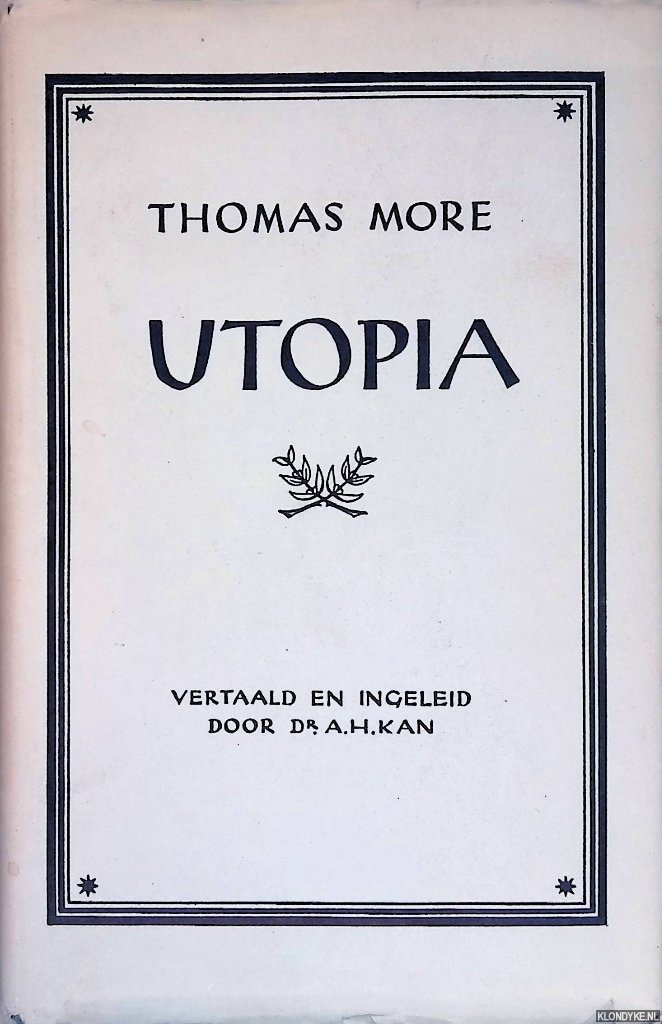 THOMAS MORE
UTOPIA
VERTAALD EN INGELEID
DOOR DR. A.H.KAN
KLONDYKE.NL